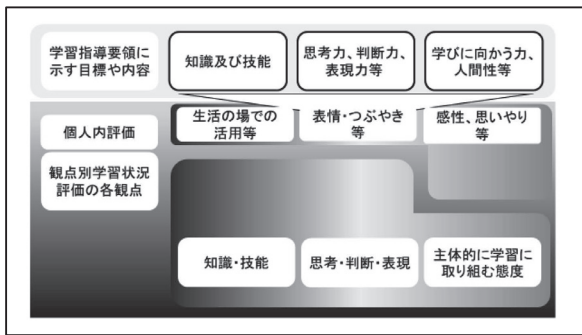 学習指導要領に
示す目標や内容
知識及び技能
思考力、判断力、
表現力等
学びに向かう力、
人間性等
個人内評価
生活の場での
活用等
表情・つぶやき
等
感性、思いやり
等
観点別学習状況
評価の各観点
知識・技能
思考・判断・表現
主体的に学習に
取り組む態度